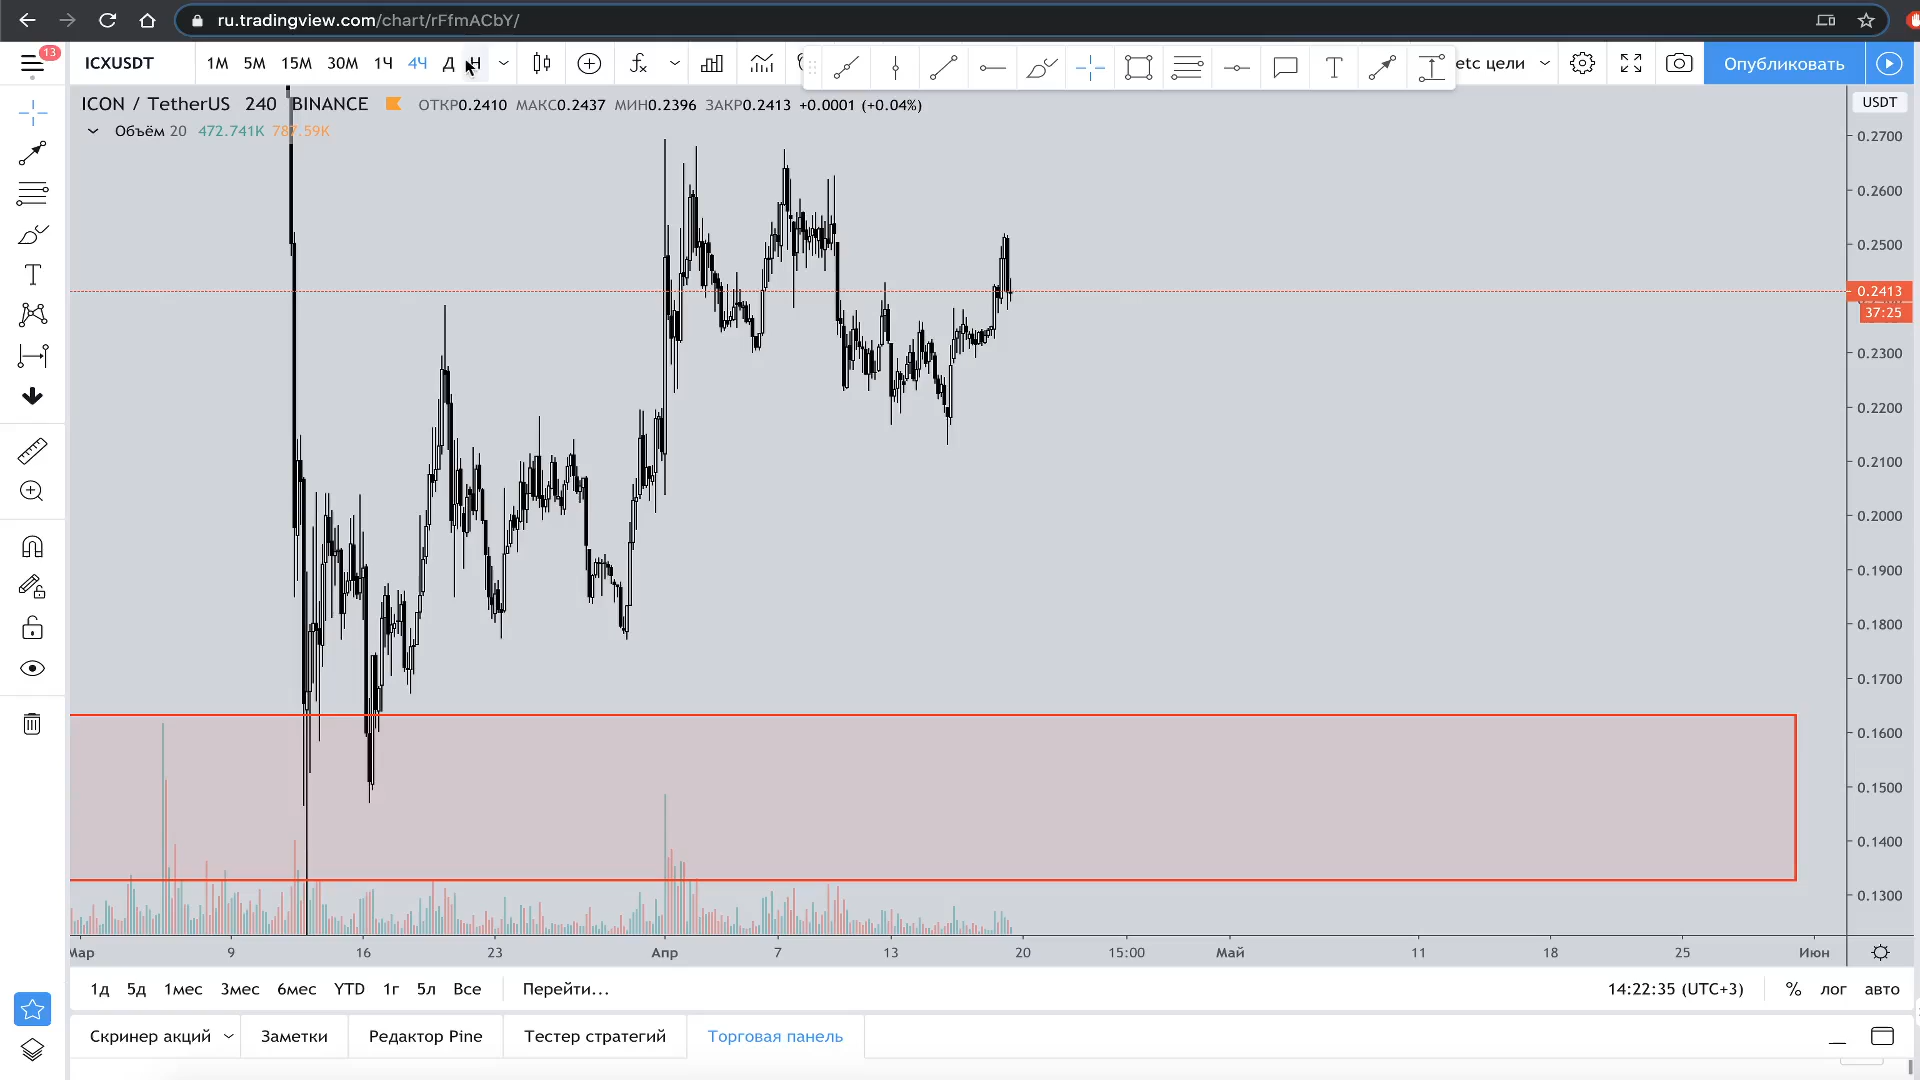 ru.tradingview.com/chart/rFfmACbY/
13
ICXUSDT 1М 5М 15М 30М 1Ч 4Ч Д Н etc цели Опубликовать
ICON / TetherUS 240 BINANCE ОТКР0.2410 МАКС0.2437 МИН0.2396 ЗАКР0.2413 +0.0001 (+0.04%) USDT
Объём 20 472.741K 787.59K
0.2700
0.2600
0.2500
0.2413
37:25
0.2300
0.2200
0.2100
0.2000
0.1900
0.1800
0.1700
0.1600
0.1500
0.1400
0.1300
Мар 9 16 23 Апр 7 13 20 15:00 Май 11 18 25 Июн
1д 5д 1мес 3мес 6мес YTD 1г 5л Все Перейти... 14:22:35 (UTC+3) % лог авто
Скринер акций Заметки Редактор Pine Тестер стратегий Торговая панель